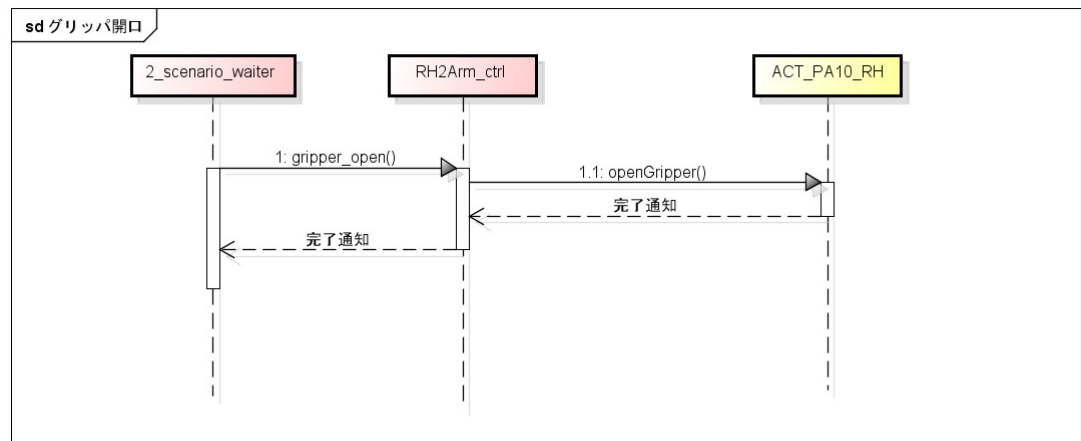 sd グリッパ開口
2_scenario_waiter
RH2Arm_ctrl
ACT_PA10_RH
1: gripper_open()
1.1: openGripper()
完了通知
完了通知